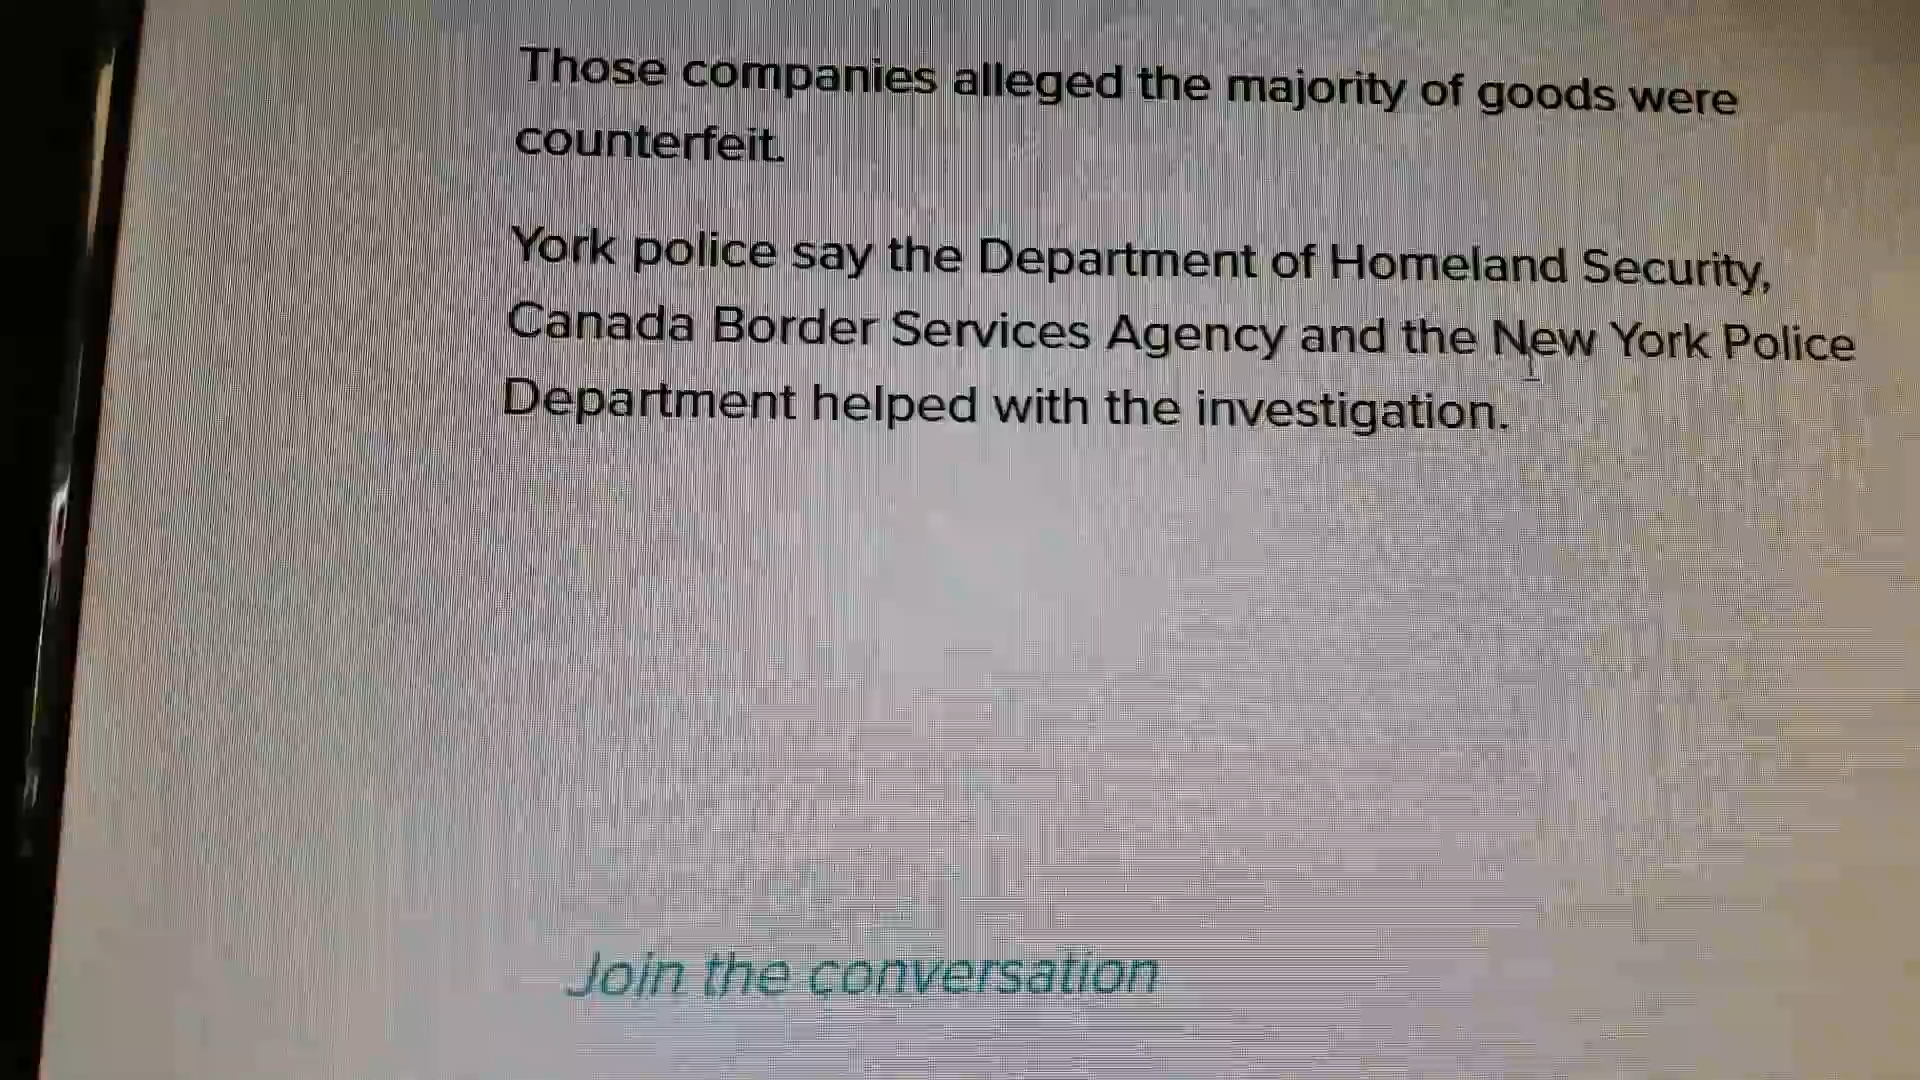 Those companies alleged the majority of goods were
counterfeit.
York police say the Department of Homeland Security,
Canada Border Services Agency and the New York Police
Department helped with the investigation.
Join the conversation